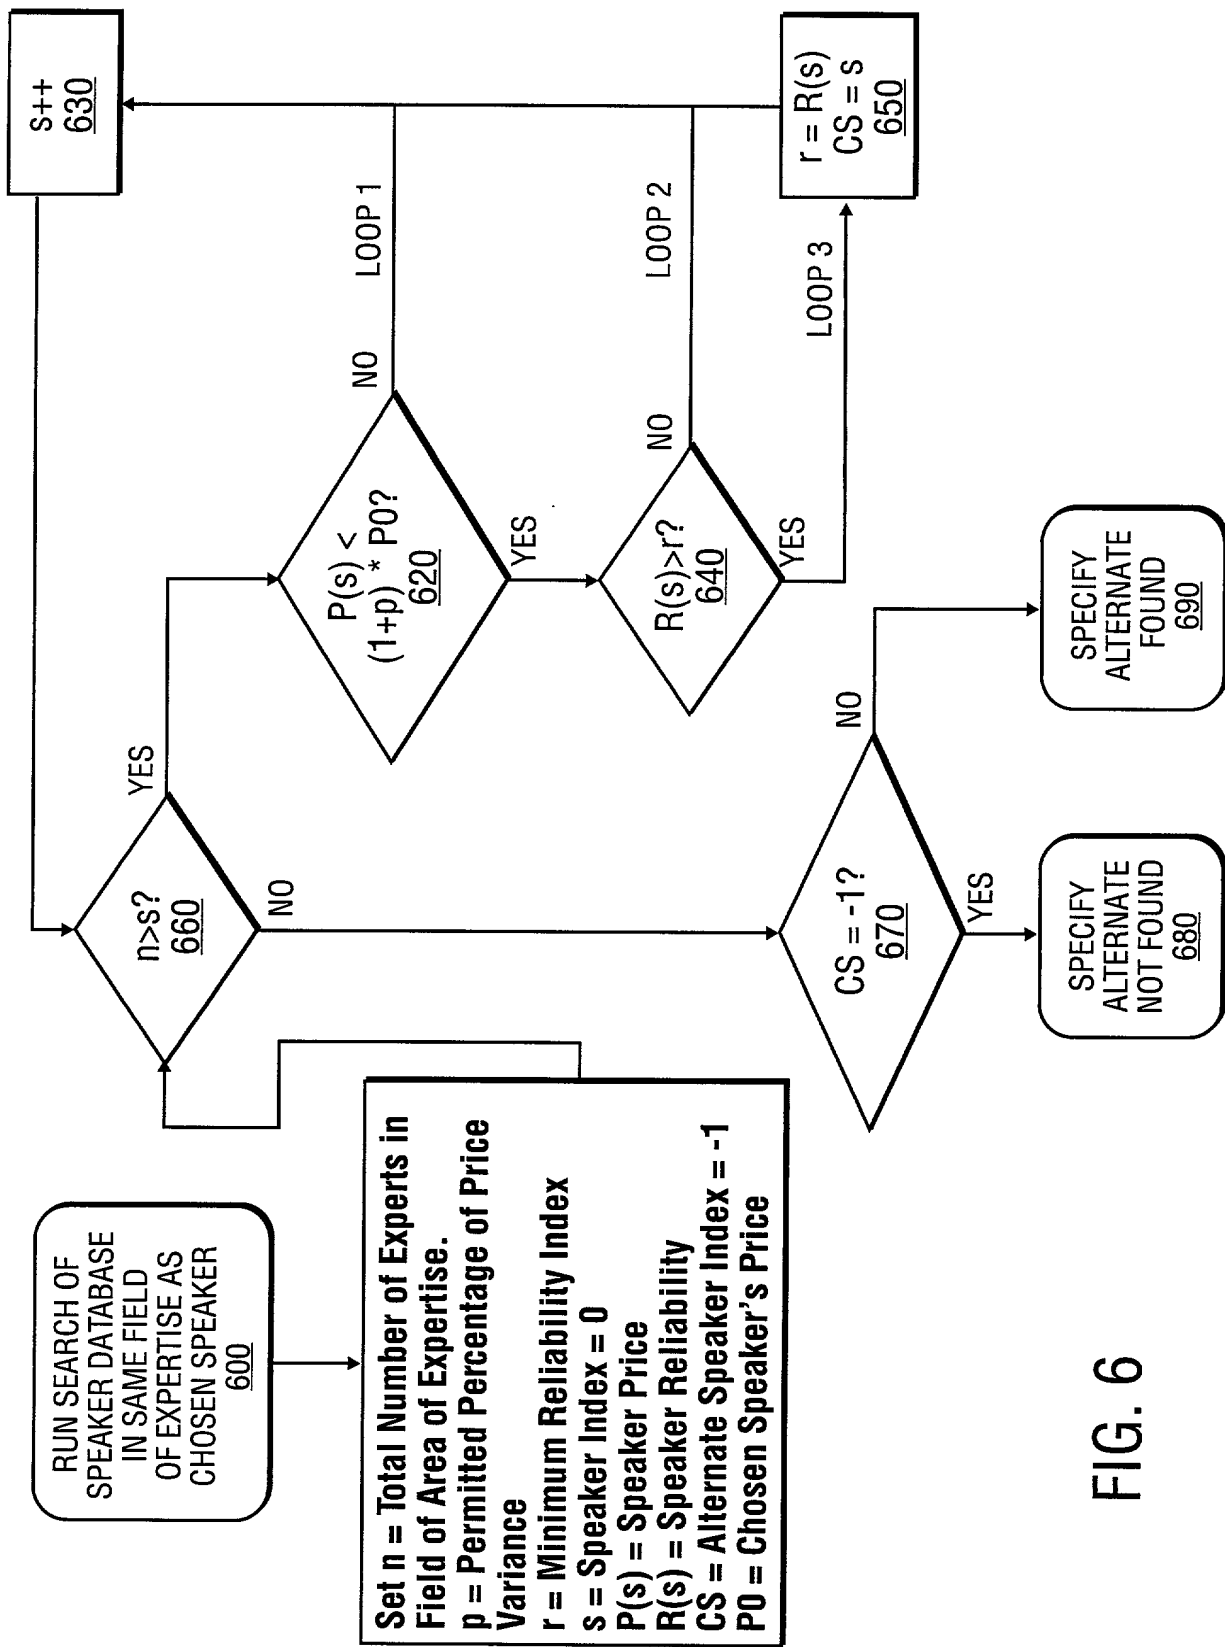 RUN SEARCH OF
SPEAKER DATABASE
IN SAME FIELD
OF EXPERTISE AS
CHOSEN SPEAKER
600
Set n = Total Number of Experts in
Field of Area of Expertise.
p = Permitted Percentage of Price
Variance
r = Minimum Reliability Index
s = Speaker Index = 0
P(s) = Speaker Price
R(s) = Speaker Reliability
CS = Alternate Speaker Index = -1
P0 = Chosen Speaker's Price
n>s?
660
YES
NO
s++
630
P(s) <
(1+p) * P0?
620
NO
LOOP 1
YES
R(s)>r?
640
NO
LOOP 2
YES
LOOP 3
r = R(s)
CS = s
650
CS = -1?
670
NO
YES
SPECIFY
ALTERNATE
NOT FOUND
680
SPECIFY
ALTERNATE
FOUND
690
FIG. 6